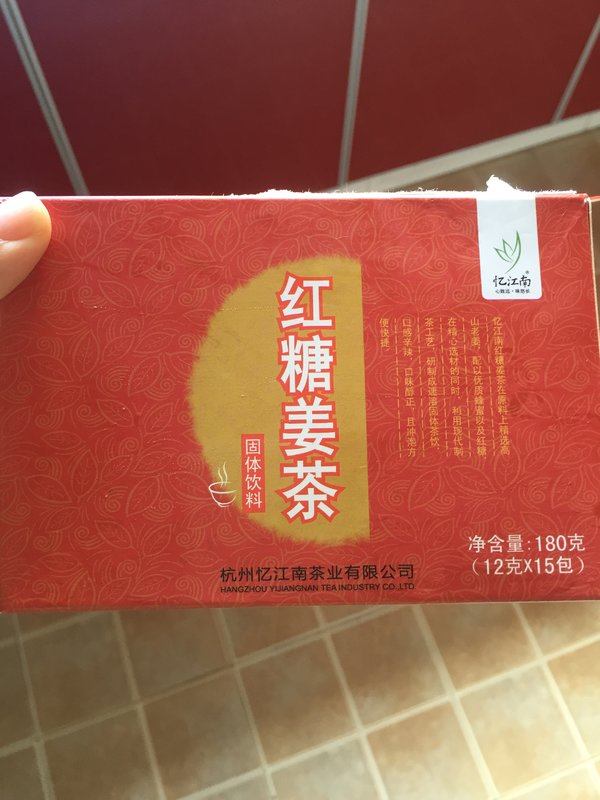 忆江南
心致远·味悠长
红糖姜茶
固体饮料
忆江南红糖姜茶在原料上精选高
山老姜，配以优质蜂蜜以及红糖，
在精心选材的同时，利用现代制
茶工艺，研制成速溶固体茶饮，
口感辛辣，口味醇正，且冲泡方
便快捷。
净含量:180克
（12克X15包）
杭州忆江南茶业有限公司
HANGZHOU YIJIANGNAN TEA INDUSTRY CO.,LTD.